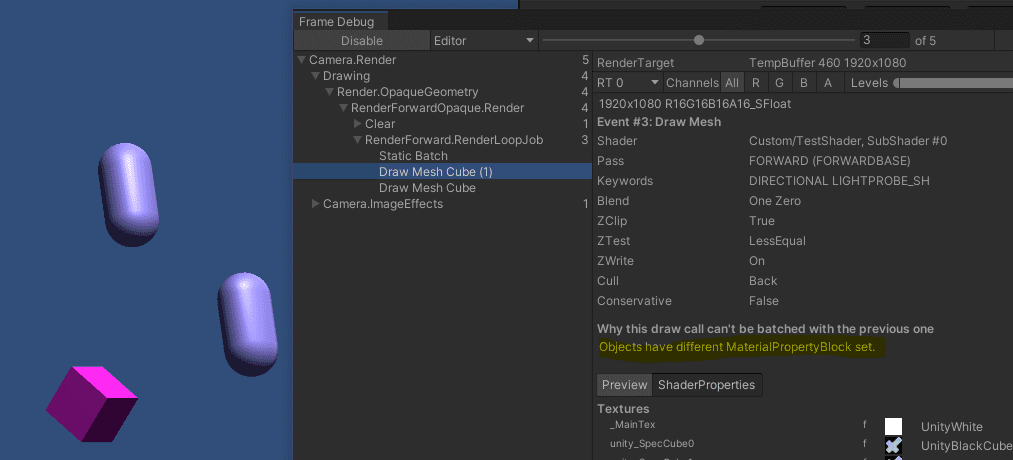 Frame Debug
Disable Editor 3 of 5
Camera.Render 5
Drawing 4
Render.OpaqueGeometry 4
RenderForwardOpaque.Render 4
Clear 1
RenderForward.RenderLoopJob 3
Static Batch
Draw Mesh Cube (1)
Draw Mesh Cube
Camera.ImageEffects 1
RenderTarget TempBuffer 460 1920x1080
RT 0 Channels All R G B A Levels
1920x1080 R16G16B16A16_SFloat
Event #3: Draw Mesh
Shader Custom/TestShader, SubShader #0
Pass FORWARD (FORWARDBASE)
Keywords DIRECTIONAL LIGHTPROBE_SH
Blend One Zero
ZClip True
ZTest LessEqual
ZWrite On
Cull Back
Conservative False
Why this draw call can't be batched with the previous one
Objects have different MaterialPropertyBlock set.
Preview ShaderProperties
Textures
_MainTex f UnityWhite
unity_SpecCube0 f UnityBlackCube